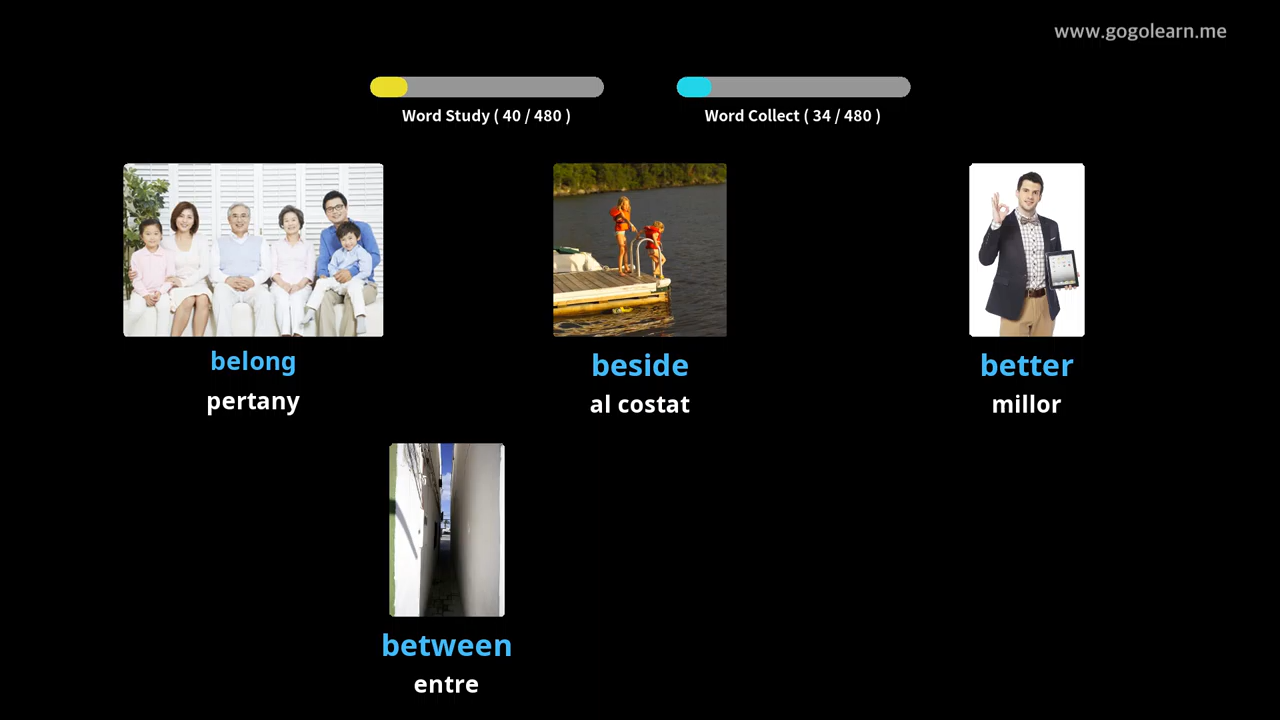 www.gogolearn.me
Word Study ( 40 / 480 )
Word Collect ( 34 / 480 )
belong
pertany
beside
al costat
better
millor
between
entre